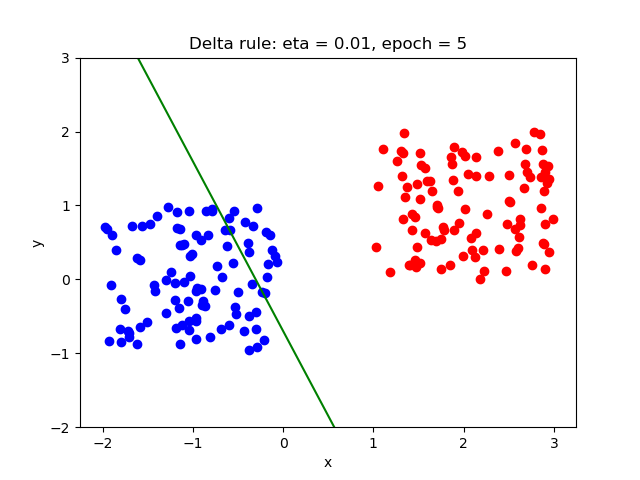 Delta rule: eta = 0.01, epoch = 5
3
2
1
0
−1
−2
y
−2 −1 0 1 2 3
x